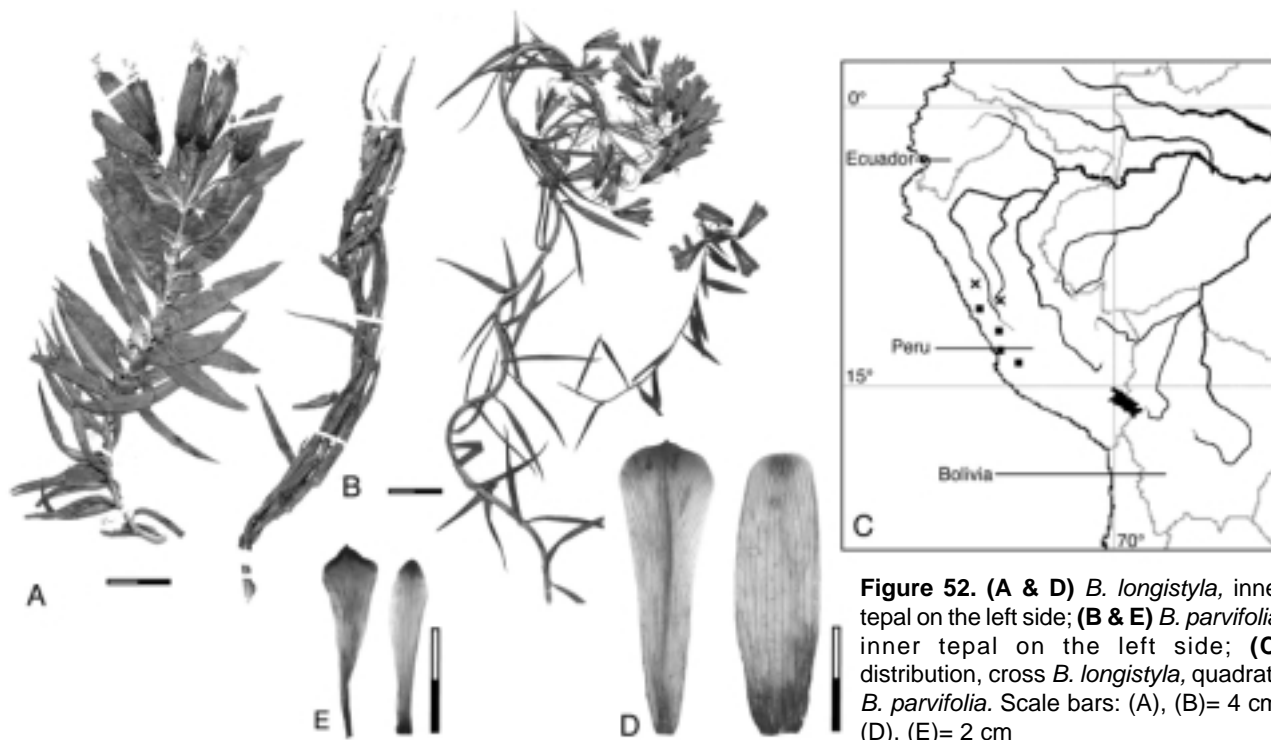 A
B
E
D
0°
Ecuador
Peru
15°
Bolivia
C
70°
Figure 52. (A & D) B. longistyla, inne
tepal on the left side; (B & E) B. parvifolia
inner tepal on the left side; (C
distribution, cross B. longistyla, quadrat
B. parvifolia. Scale bars: (A), (B)= 4 cm
(D), (E)= 2 cm